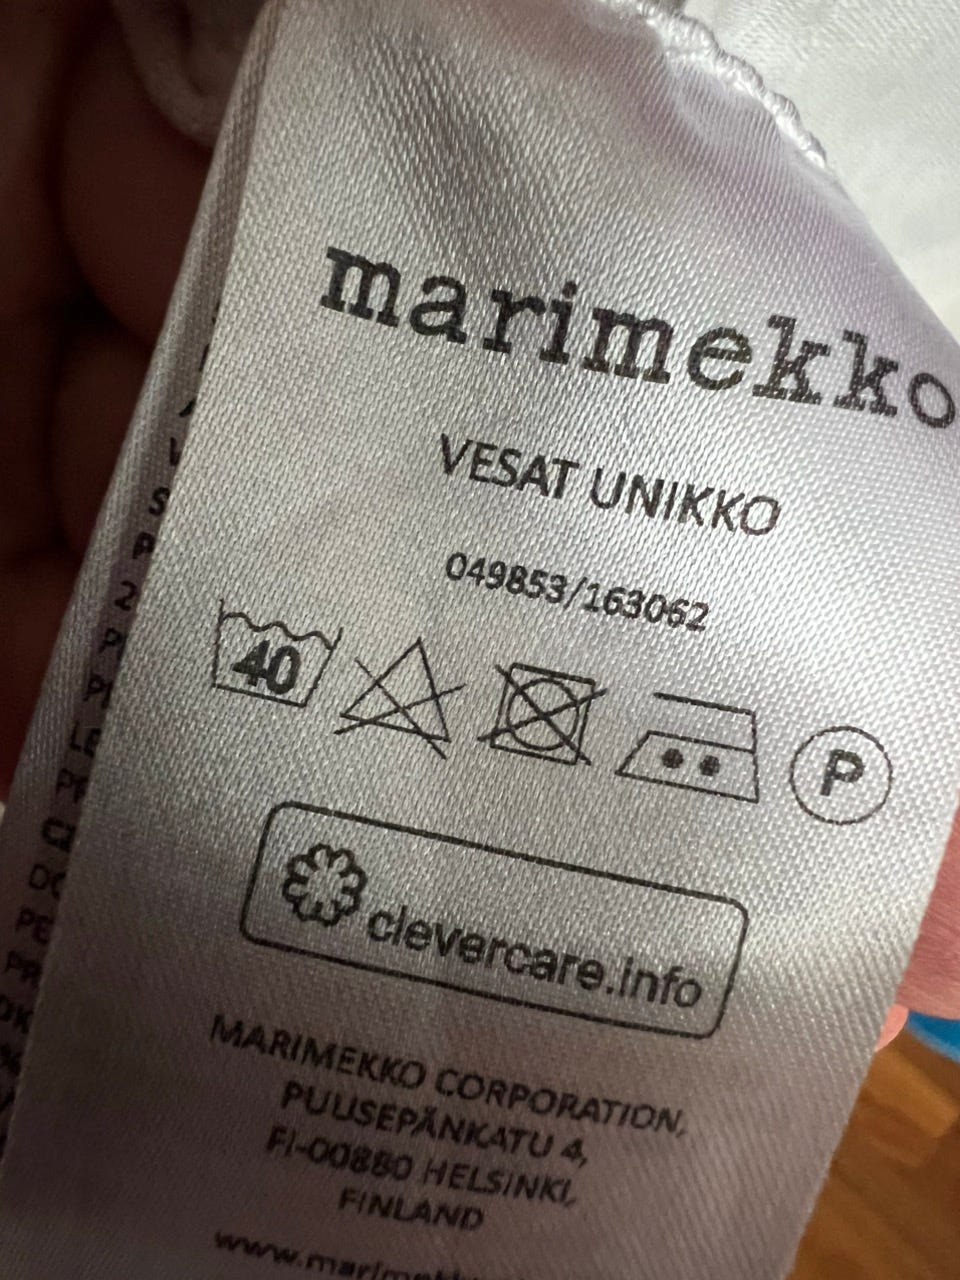 marimekko
VESAT UNIKKO
049853/163062
40
P
clevercare.info
MARIMEKKO CORPORATION,
PUUSEPÄNKATU 4,
FI-00880 HELSINKI,
FINLAND